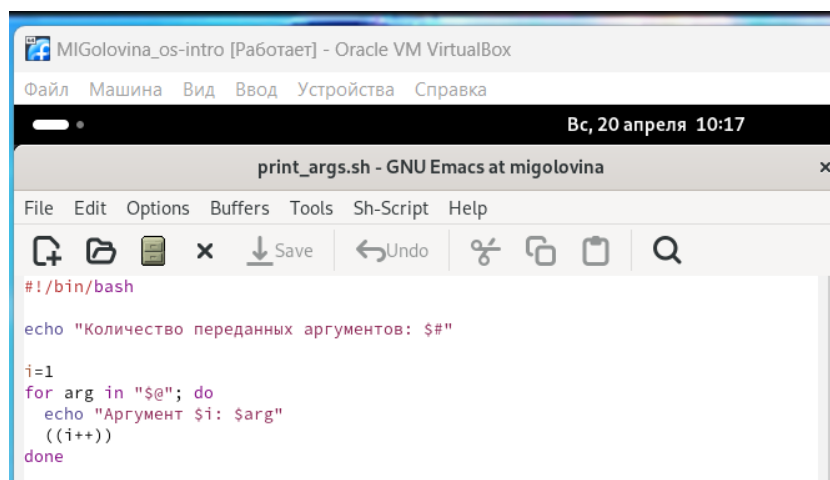 MIGolovina_os-intro [Работает] - Oracle VM VirtualBox
Файл Машина Вид Ввод Устройства Справка
Вс, 20 апреля 10:17
print_args.sh - GNU Emacs at migolovina
File Edit Options Buffers Tools Sh-Script Help
Save Undo
#!/bin/bash
echo "Количество переданных аргументов: $#"
i=1
for arg in "$@"; do
echo "Аргумент $i: $arg"
((i++))
done